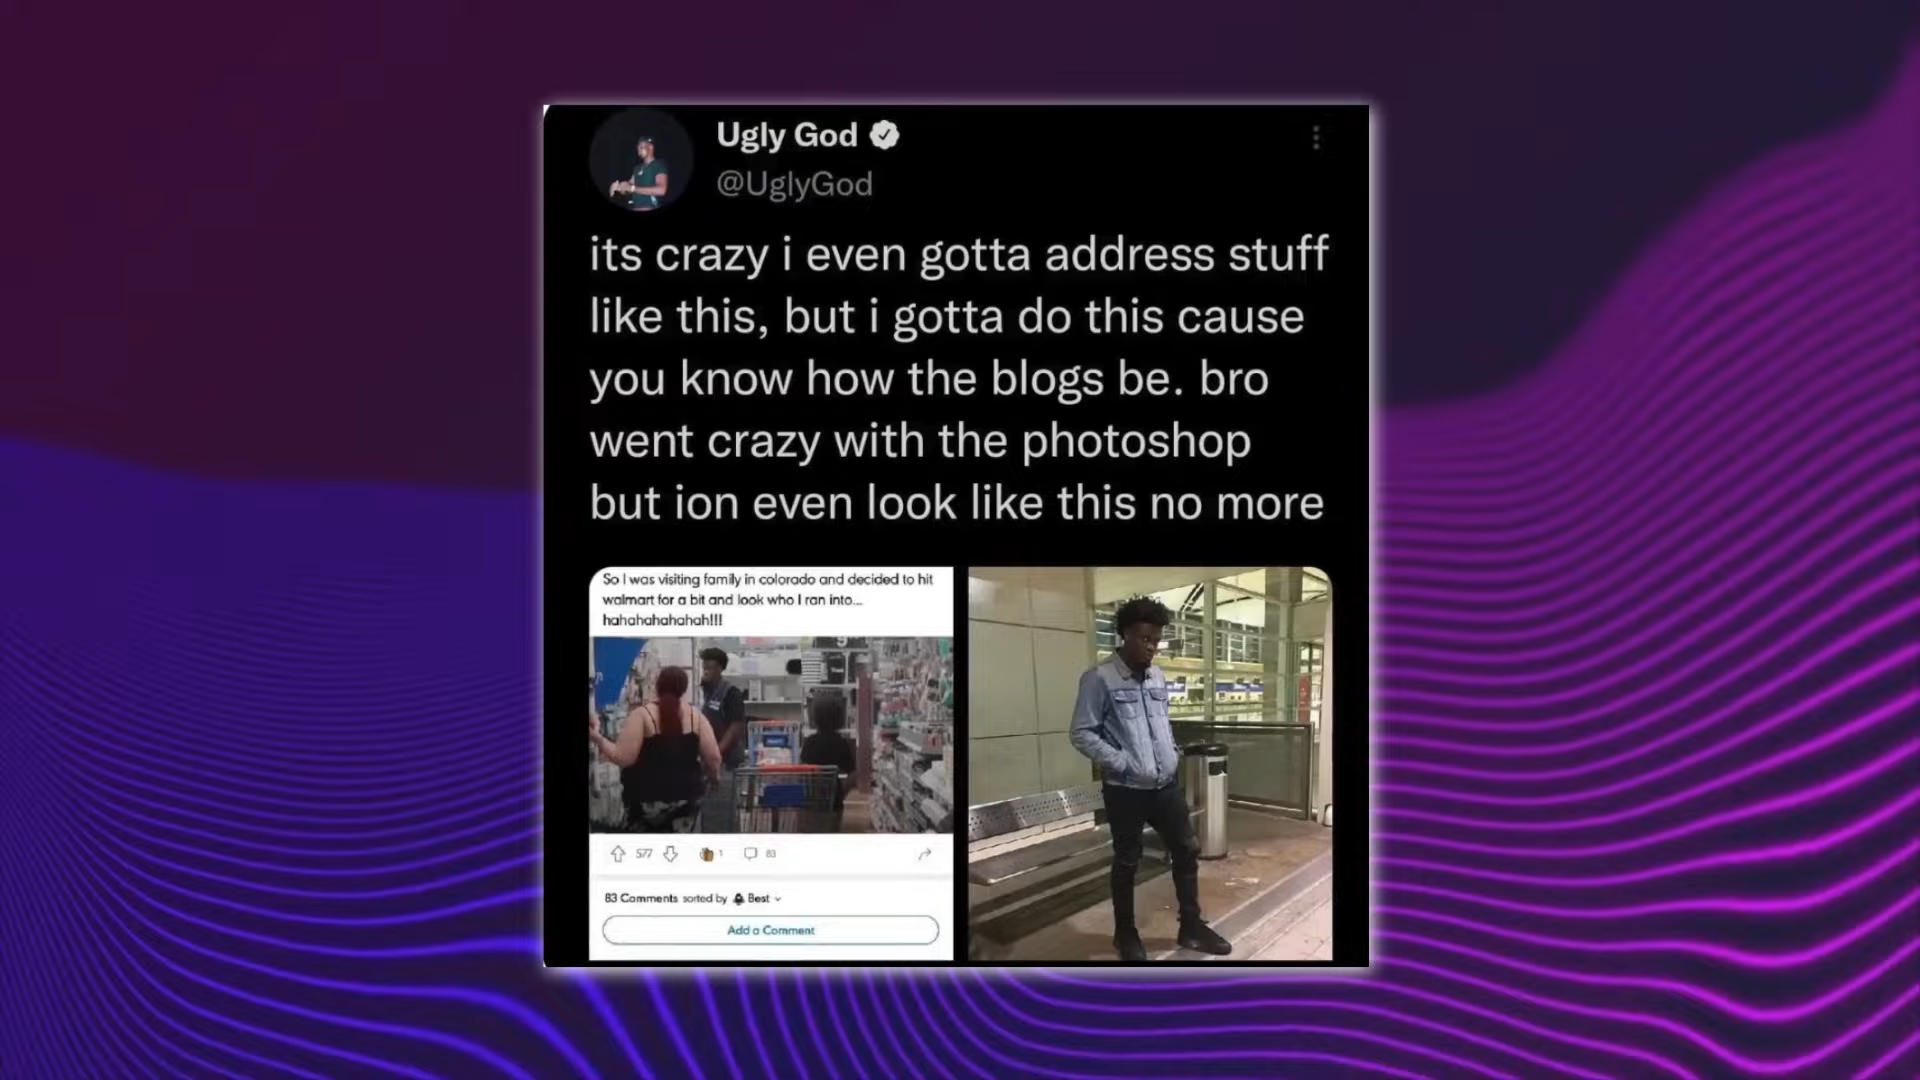 Ugly God
@UglyGod
its crazy i even gotta address stuff
like this, but i gotta do this cause
you know how the blogs be. bro
went crazy with the photoshop
but ion even look like this no more
So I was visiting family in colorado and decided to hit
walmart for a bit and look who I ran into...
hahahahahahah!!!
577 1 83
83 Comments sorted by Best
Add a Comment